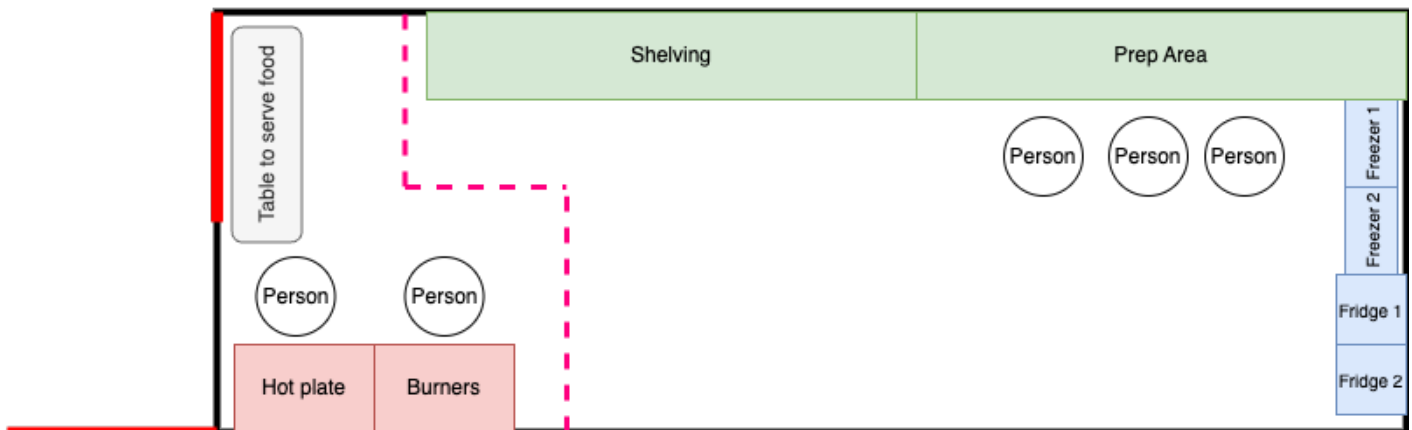 Table to serve food
Shelving
Prep Area
Freezer 1
Person
Person
Person
Freezer 2
Person
Person
Fridge 1
Hot plate
Burners
Fridge 2